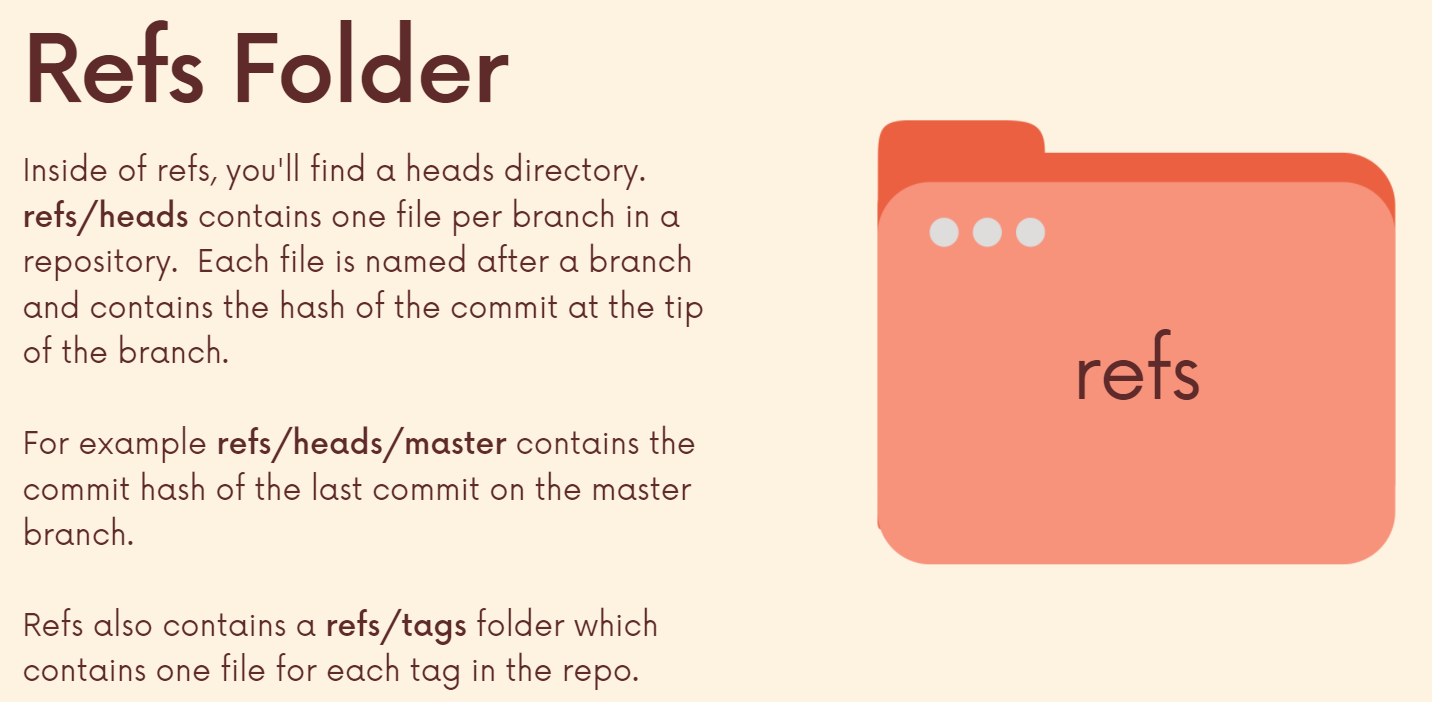 Refs Folder
Inside of refs, you'll find a heads directory.
refs/heads contains one file per branch in a
repository.  Each file is named after a branch
and contains the hash of the commit at the tip
of the branch.
For example refs/heads/master contains the
commit hash of the last commit on the master
branch.
Refs also contains a refs/tags folder which
contains one file for each tag in the repo.
refs